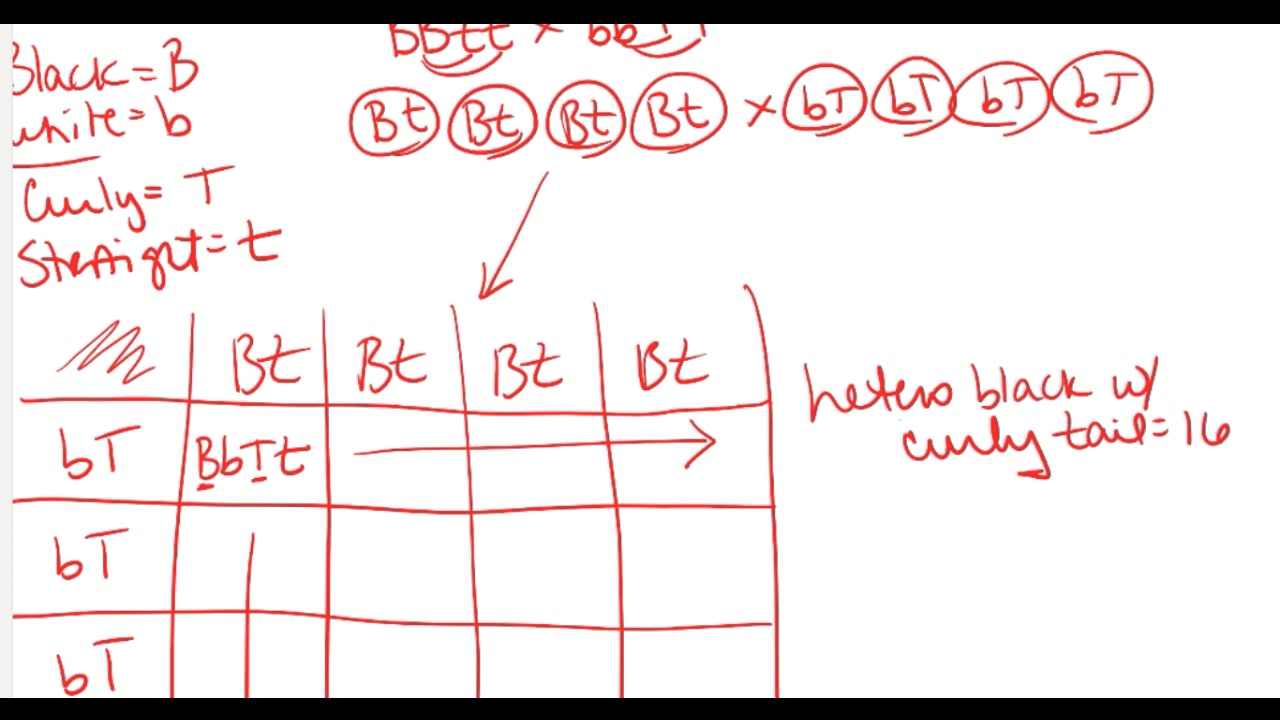 BBtt × bbTT
Black = B
white = b
Curly = T
Straight = t
Bt Bt Bt Bt × bT bT bT bT
Bt Bt Bt Bt
bT BbTt
bT
bT
hetero black w/
curly tail = 16